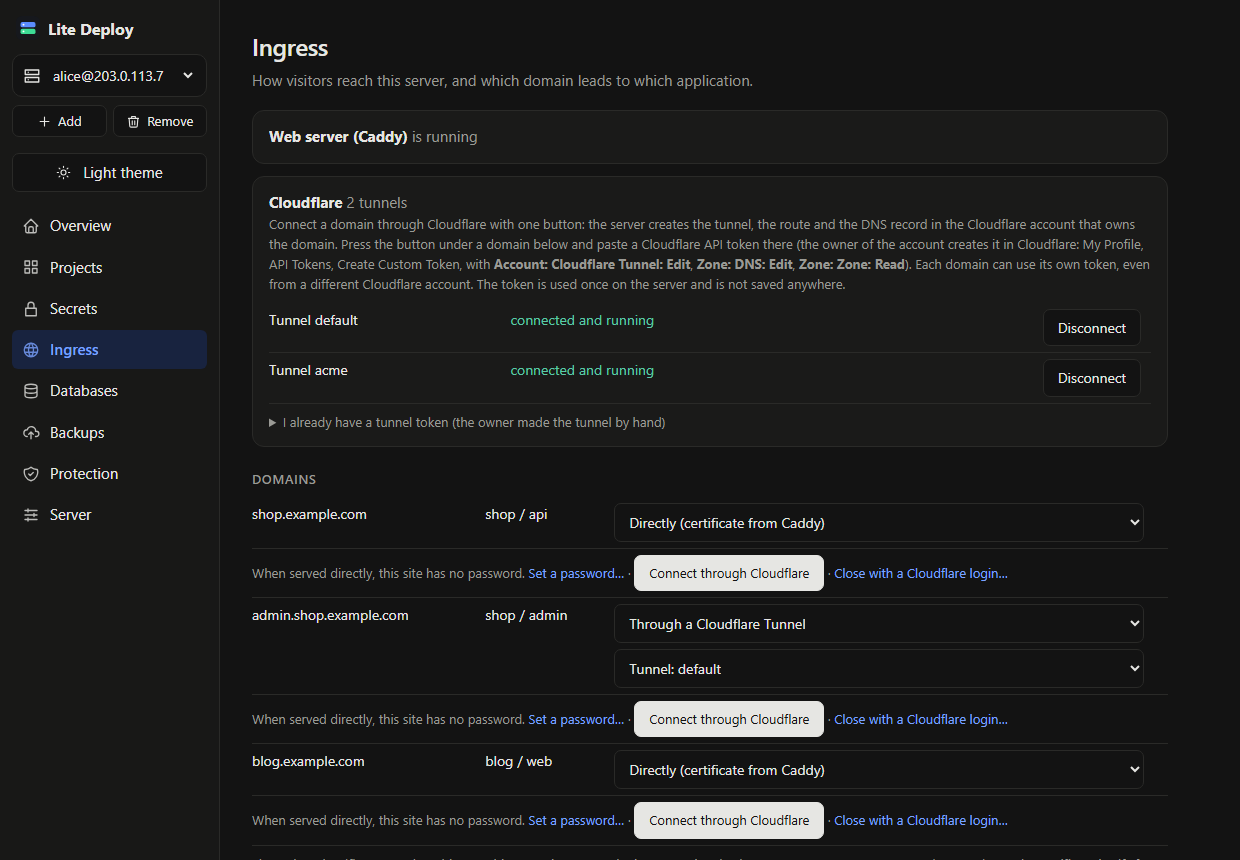 Lite Deploy
alice@203.0.113.7
Add
Remove
Light theme
Overview
Projects
Secrets
Ingress
Databases
Backups
Protection
Server
Ingress
How visitors reach this server, and which domain leads to which application.
Web server (Caddy) is running
Cloudflare 2 tunnels
Connect a domain through Cloudflare with one button: the server creates the tunnel, the route and the DNS record in the Cloudflare account that owns
the domain. Press the button under a domain below and paste a Cloudflare API token there (the owner of the account creates it in Cloudflare: My Profile,
API Tokens, Create Custom Token, with Account: Cloudflare Tunnel: Edit, Zone: DNS: Edit, Zone: Zone: Read). Each domain can use its own token, even
from a different Cloudflare account. The token is used once on the server and is not saved anywhere.
Tunnel default connected and running Disconnect
Tunnel acme connected and running Disconnect
I already have a tunnel token (the owner made the tunnel by hand)
DOMAINS
shop.example.com shop / api Directly (certificate from Caddy)
When served directly, this site has no password. Set a password... · Connect through Cloudflare · Close with a Cloudflare login...
admin.shop.example.com shop / admin Through a Cloudflare Tunnel
Tunnel: default
When served directly, this site has no password. Set a password... · Connect through Cloudflare · Close with a Cloudflare login...
blog.example.com blog / web Directly (certificate from Caddy)
When served directly, this site has no password. Set a password... · Connect through Cloudflare · Close with a Cloudflare login...